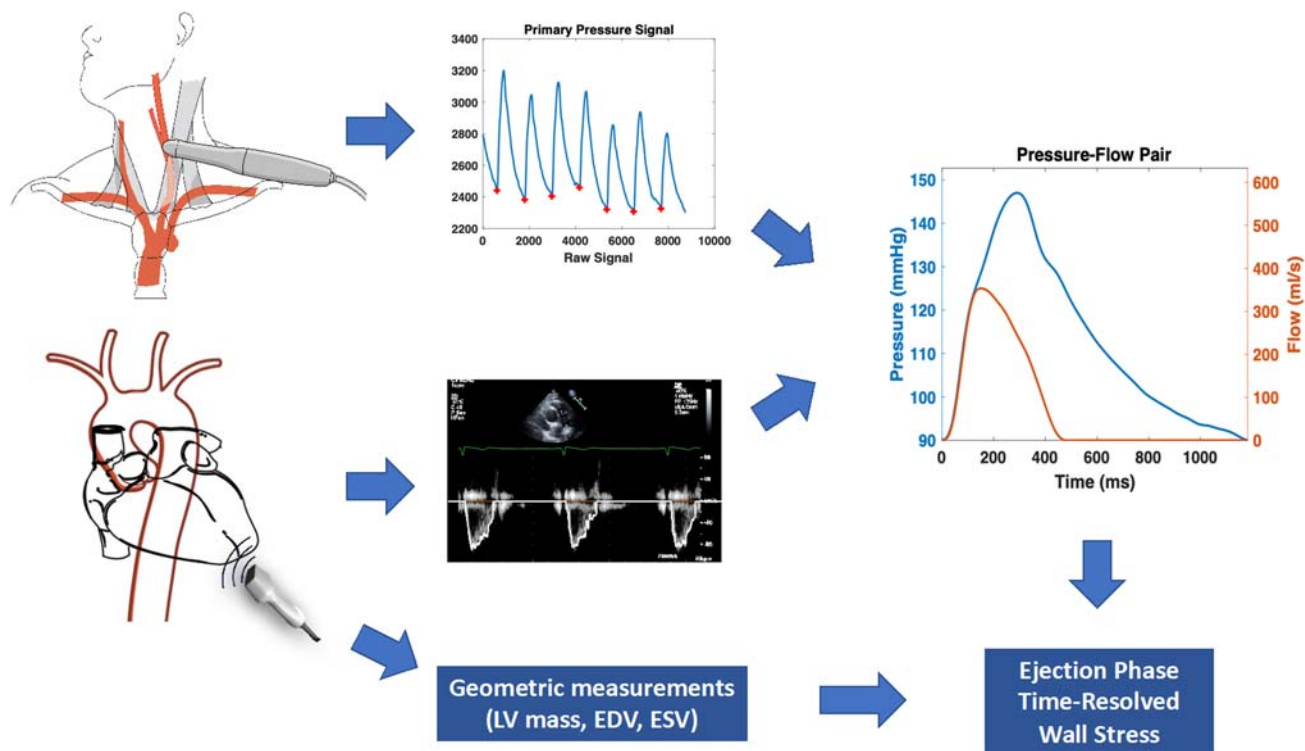 Primary Pressure Signal
3400
3200
3000
2800
2600
2400
2200
0 2000 4000 6000 8000 10000
Raw Signal
Pressure-Flow Pair
150
140
130
120
110
100
90
Pressure (mmHg)
600
500
400
300
200
100
0
Flow (ml/s)
0 200 400 600 800 1000
Time (ms)
Geometric measurements
(LV mass, EDV, ESV)
Ejection Phase
Time-Resolved
Wall Stress